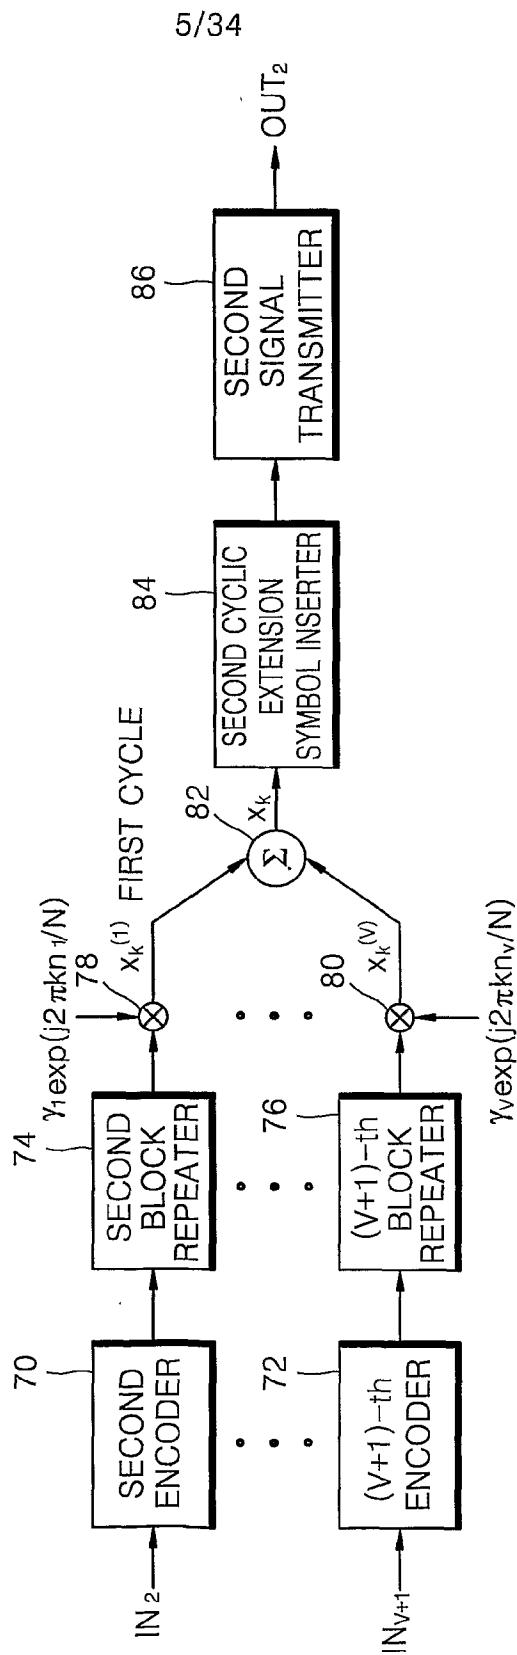 5/34
IN2
70
SECOND
ENCODER
74
SECOND
BLOCK
REPEATER
γ1exp(j2πkn1/N)
78
xk(1)
FIRST CYCLE
INV+1
72
(V+1)-th
ENCODER
76
(V+1)-th
BLOCK
REPEATER
80
γVexp(j2πknv/N)
xk(V)
82
Σ
xk
84
SECOND CYCLIC
EXTENSION
SYMBOL INSERTER
86
SECOND
SIGNAL
TRANSMITTER
OUT2